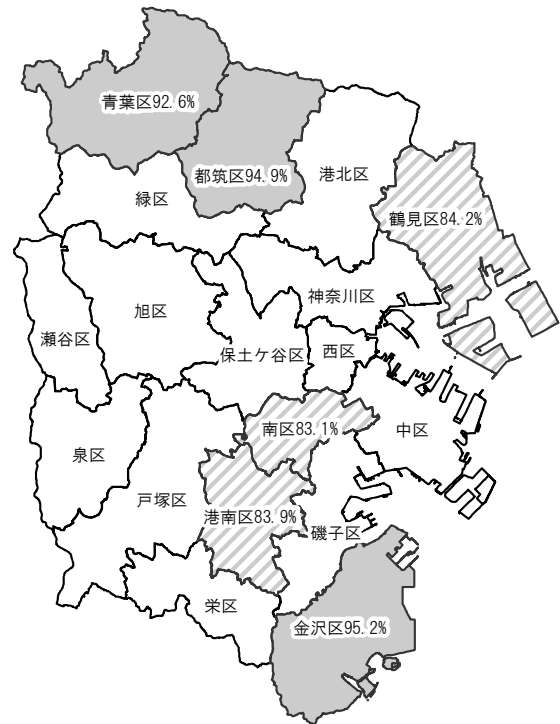 青葉区92.6%
都筑区94.9%
港北区
緑区
鶴見区84.2%
神奈川区
旭区
瀬谷区
保土ケ谷区
西区
南区83.1%
中区
泉区
戸塚区
港南区83.9%
磯子区
栄区
金沢区95.2%